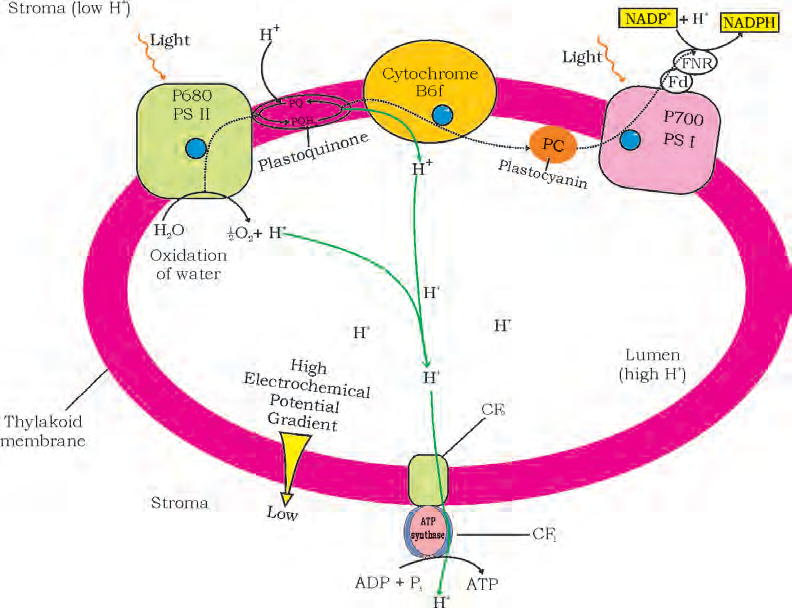 Stroma (low H⁺)
Light
H⁺
Cytochrome
B6f
Light
NADP⁺ + H⁺
NADPH
FNR
Fd
P680
PS II
PQ
PQH
Plastoquinone
PC
Plastocyanin
P700
PS I
H⁺
H₂O
½O₂+ H⁺
Oxidation
of water
H⁺
H⁺
H⁺
H⁺
Lumen
(high H⁺)
High
Electrochemical
Potential
Gradient
Low
Thylakoid
membrane
Stroma
CF₀
ATP
synthase
CF₁
ADP + Pᵢ
ATP
H⁺